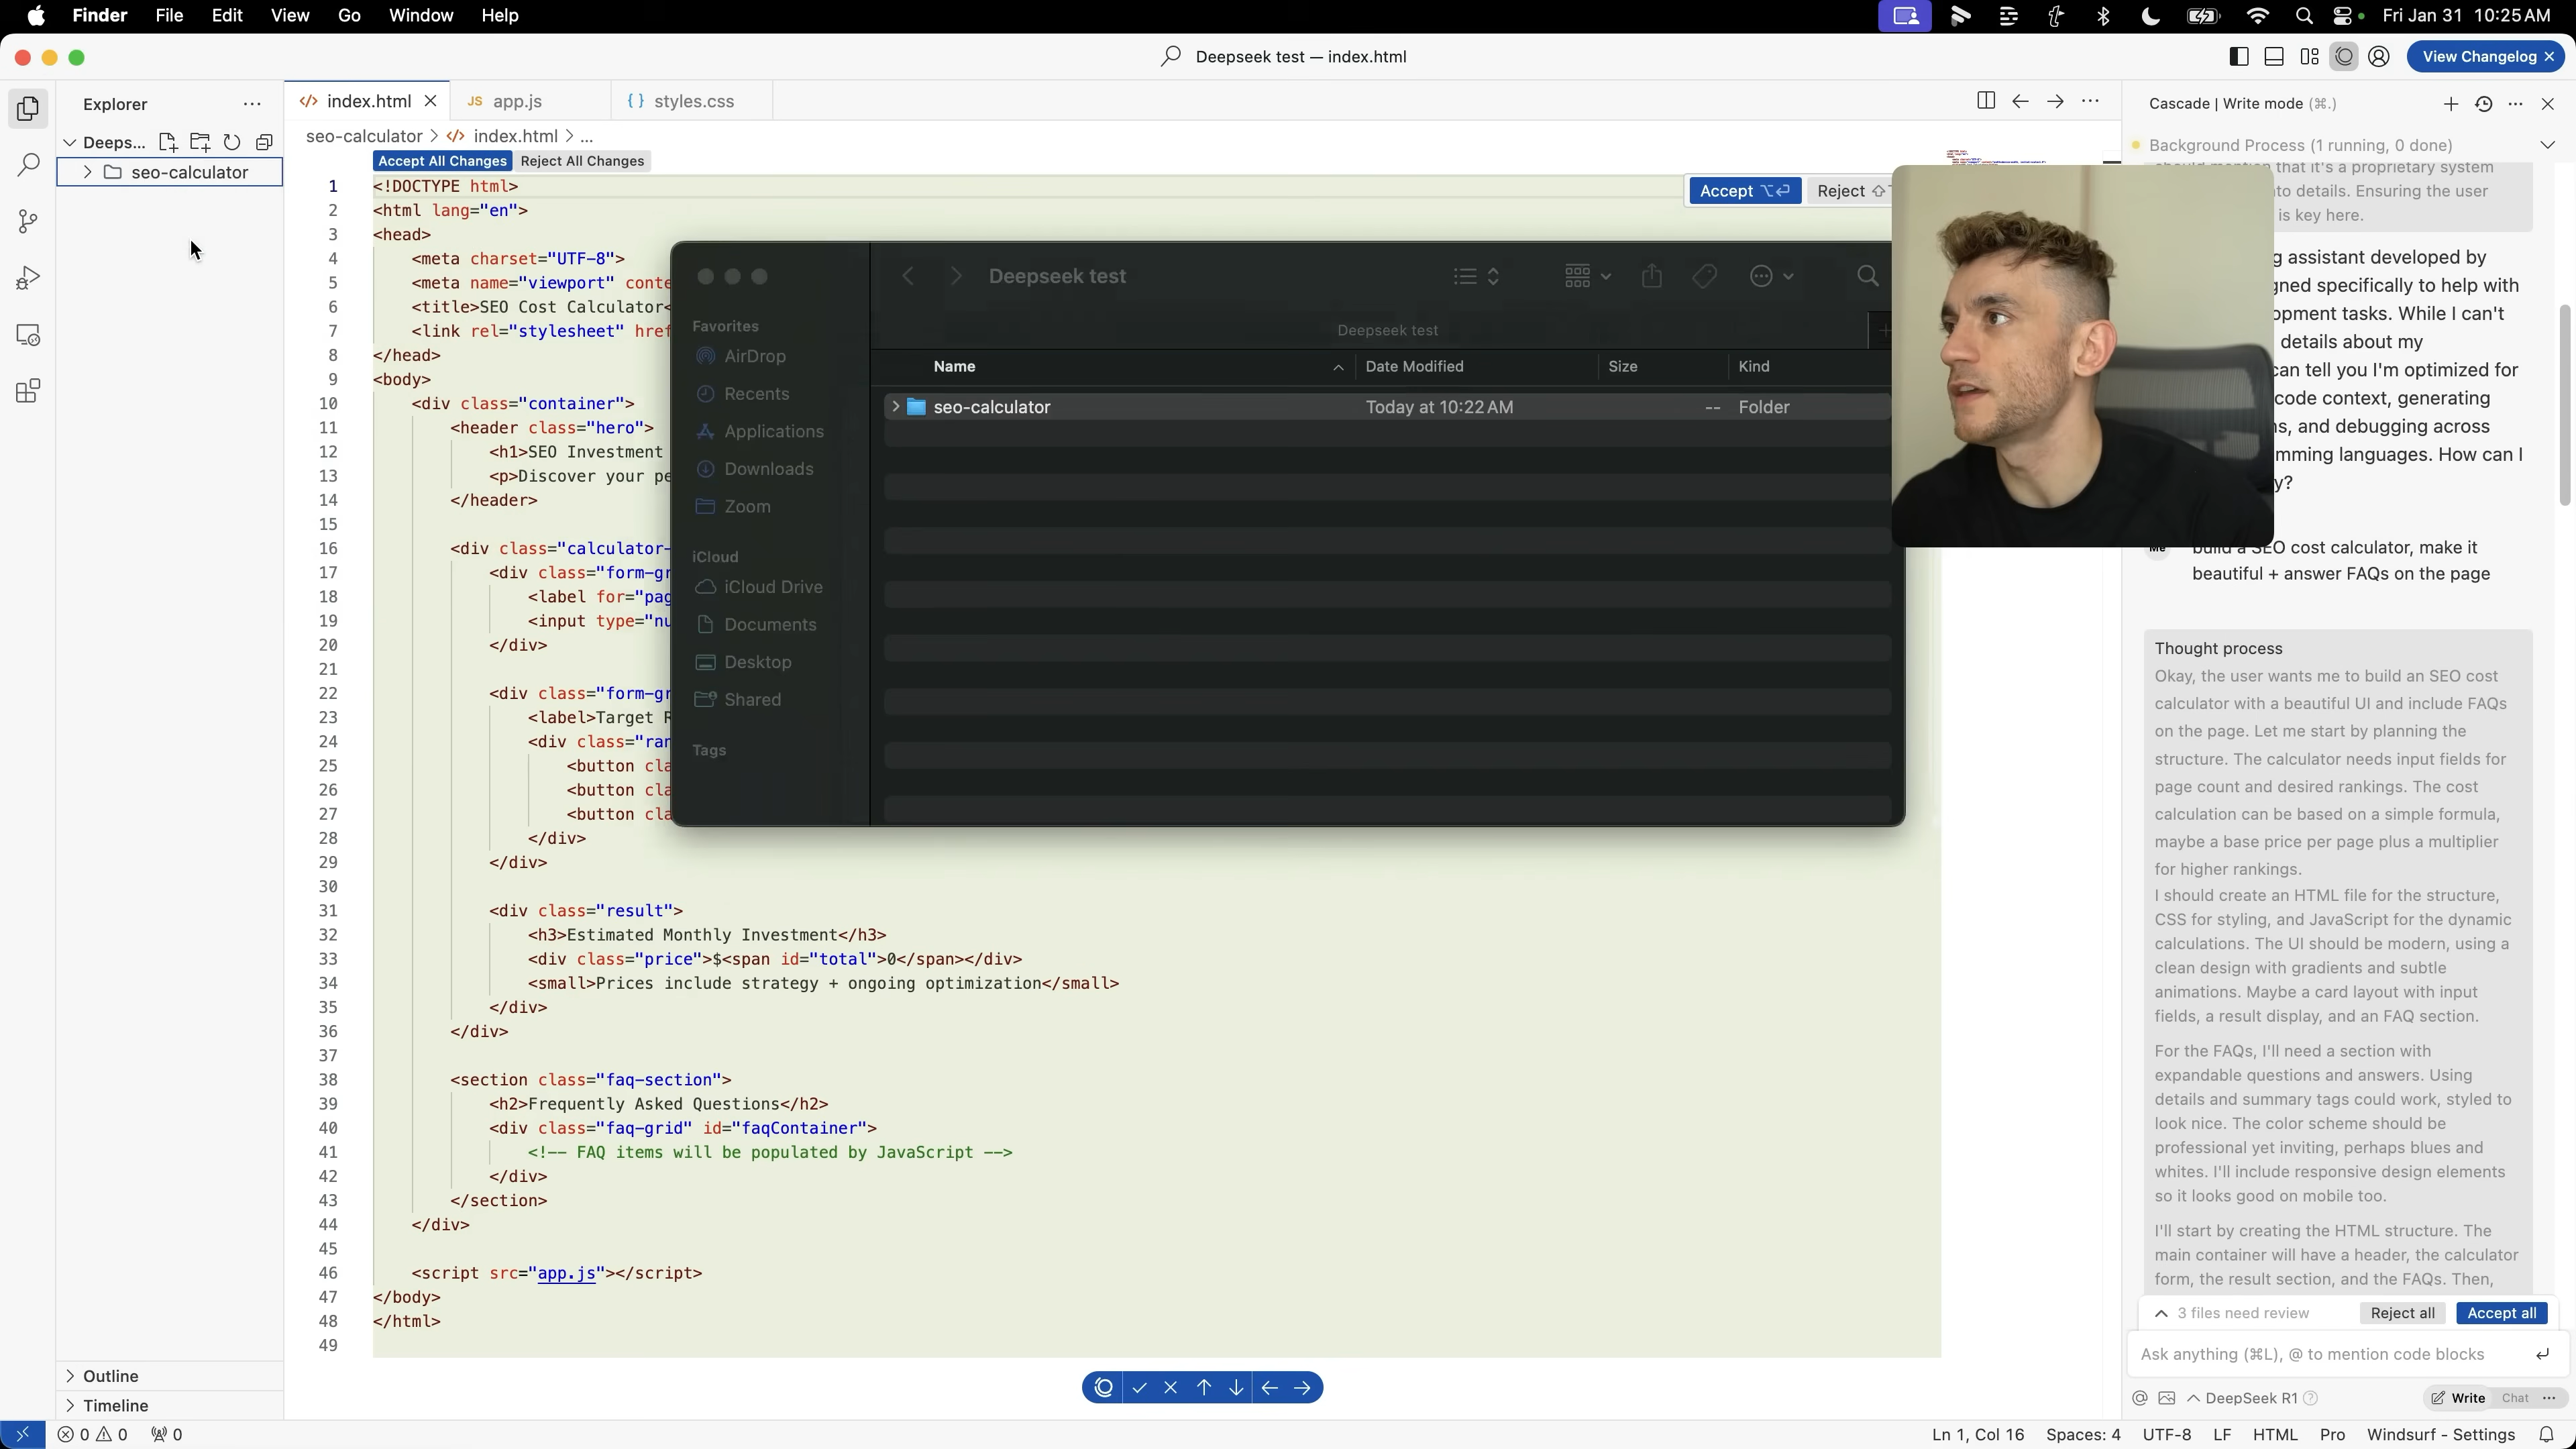 Finder File Edit View Go Window Help Fri Jan 31 10:25 AM
Deepseek test — index.html View Changelog
Explorer
Deeps...
seo-calculator
Outline
Timeline
index.html JS app.js { } styles.css
seo-calculator > index.html > ...
Accept All Changes Reject All Changes
Accept Reject
1 <!DOCTYPE html>
2 <html lang="en">
3 <head>
4 <meta charset="UTF-8">
5 <meta name="viewport" conte
6 <title>SEO Cost Calculator<
7 <link rel="stylesheet" href
8 </head>
9 <body>
10 <div class="container">
11 <header class="hero">
12 <h1>SEO Investment
13 <p>Discover your pe
14 </header>
15
16 <div class="calculator-
17 <div class="form-gr
18 <label for="pag
19 <input type="nu
20 </div>
21
22 <div class="form-gr
23 <label>Target R
24 <div class="ran
25 <button cla
26 <button cla
27 <button cla
28 </div>
29 </div>
30
31 <div class="result">
32 <h3>Estimated Monthly Investment</h3>
33 <div class="price">$<span id="total">0</span></div>
34 <small>Prices include strategy + ongoing optimization</small>
35 </div>
36 </div>
37
38 <section class="faq-section">
39 <h2>Frequently Asked Questions</h2>
40 <div class="faq-grid" id="faqContainer">
41 <!-- FAQ items will be populated by JavaScript -->
42 </div>
43 </section>
44 </div>
45
46 <script src="app.js"></script>
47 </body>
48 </html>
49
Deepseek test
Deepseek test
Favorites
AirDrop
Recents
Applications
Downloads
Zoom
iCloud
iCloud Drive
Documents
Desktop
Shared
Tags
Name Date Modified Size Kind
seo-calculator Today at 10:22 AM -- Folder
Cascade | Write mode (⌘.)
Background Process (1 running, 0 done)
should mention that it's a proprietary system
to details. Ensuring the user
is key here.
g assistant developed by
gned specifically to help with
opment tasks. While I can't
details about my
can tell you I'm optimized for
code context, generating
ns, and debugging across
mming languages. How can I
y?
Me build a SEO cost calculator, make it
beautiful + answer FAQs on the page
Thought process
Okay, the user wants me to build an SEO cost
calculator with a beautiful UI and include FAQs
on the page. Let me start by planning the
structure. The calculator needs input fields for
page count and desired rankings. The cost
calculation can be based on a simple formula,
maybe a base price per page plus a multiplier
for higher rankings.
I should create an HTML file for the structure,
CSS for styling, and JavaScript for the dynamic
calculations. The UI should be modern, using a
clean design with gradients and subtle
animations. Maybe a card layout with input
fields, a result display, and an FAQ section.
For the FAQs, I'll need a section with
expandable questions and answers. Using
details and summary tags could work, styled to
look nice. The color scheme should be
professional yet inviting, perhaps blues and
whites. I'll include responsive design elements
so it looks good on mobile too.
I'll start by creating the HTML structure. The
main container will have a header, the calculator
form, the result section, and the FAQs. Then,
3 files need review Reject all Accept all
Ask anything (⌘L), @ to mention code blocks
DeepSeek R1 Write Chat
0 0 0 Ln 1, Col 16 Spaces: 4 UTF-8 LF HTML Pro Windsurf - Settings